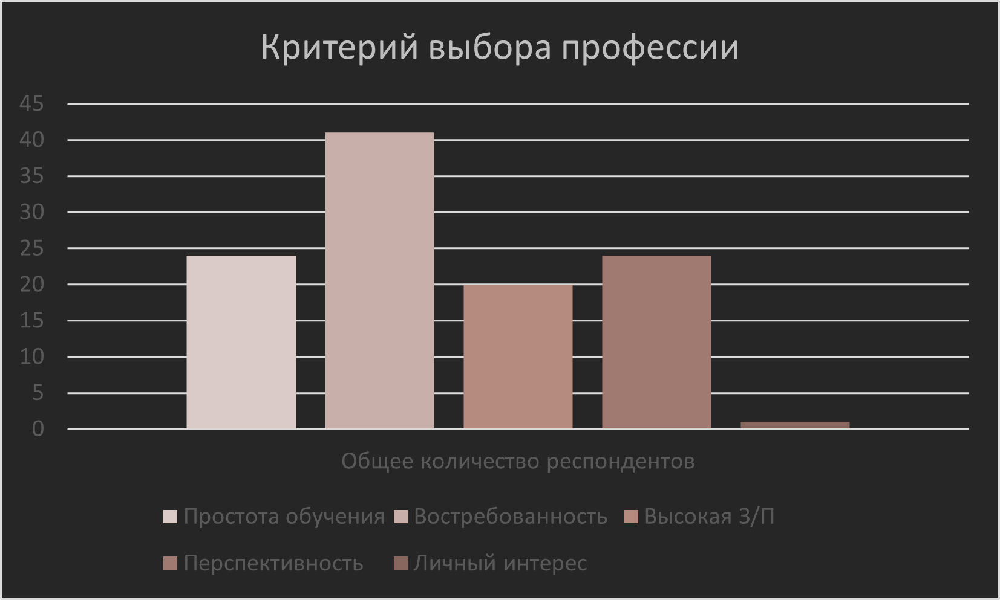 Критерий выбора профессии
45
40
35
30
25
20
15
10
5
0
Общее количество респондентов
Простота обучения Востребованность Высокая З/П
Перспективность Личный интерес